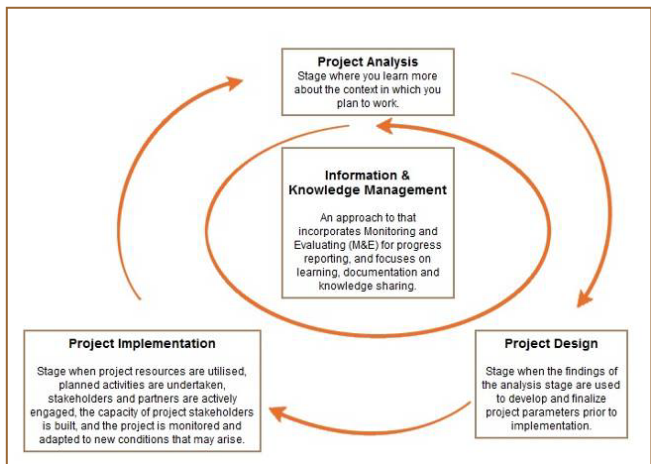 Project Analysis
Stage where you learn more
about the context in which you
plan to work.
Information &
Knowledge Management
An approach to that
incorporates Monitoring and
Evaluating (M&E) for progress
reporting, and focuses on
learning, documentation and
knowledge sharing.
Project Implementation
Stage when project resources are utilised,
planned activities are undertaken,
stakeholders and partners are actively
engaged, the capacity of project stakeholders
is built, and the project is monitored and
adapted to new conditions that may arise.
Project Design
Stage when the findings of
the analysis stage are used
to develop and finalize
project parameters prior to
implementation.